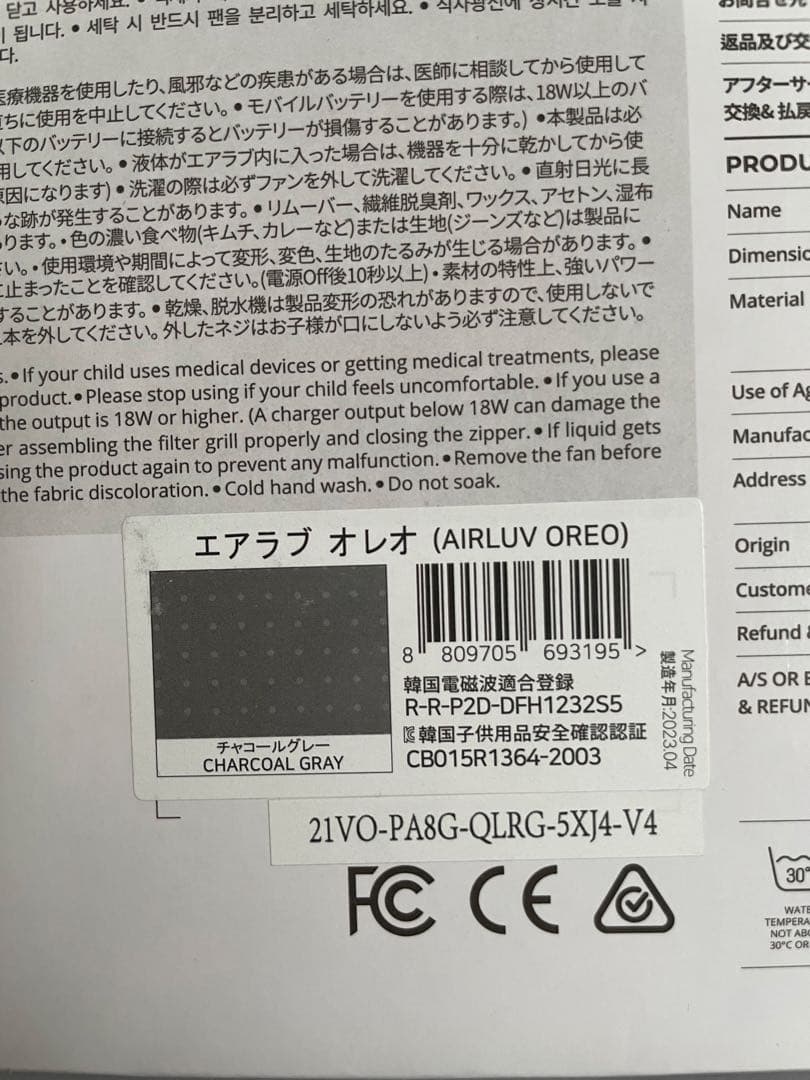 닫고 사용하세요.
됩니다. • 세탁 시 반드시 팬을 분리하고 세탁하세요. • 직사광선에 장시간 노출 시
다.
医療機器を使用したり、風邪などの疾患がある場合は、医師に相談してから使用して
直ちに使用を中止してください。• モバイルバッテリーを使用する際は、18W以上のバ
以下のバッテリーに接続するとバッテリーが損傷することがあります。) •本製品は必
用してください。• 液体がエアラブ内に入った場合は、機器を十分に乾かしてから使
原因になります) • 洗濯の際は必ずファンを外して洗濯してください。• 直射日光に長
な跡が発生することがあります。• リムーバー、繊維脱臭剤、ワックス、アセトン、湿布
ります。• 色の濃い食べ物(キムチ、カレーなど)または生地(ジーンズなど)は製品に
さい。• 使用環境や期間によって変形、変色、生地のたるみが生じる場合があります。•
に止まったことを確認してください。(電源Off後10秒以上) • 素材の特性上、強いパワー
することがあります。• 乾燥、脱水機は製品変形の恐れがありますので、使用しないで
本を外してください。外したネジはお子様が口にしないよう必ず注意してください。
s. • If your child uses medical devices or getting medical treatments, please
product. • Please stop using if your child feels uncomfortable. • If you use a
the output is 18W or higher. (A charger output below 18W can damage the
er assembling the filter grill properly and closing the zipper. • If liquid gets
sing the product again to prevent any malfunction. • Remove the fan before
the fabric discoloration. • Cold hand wash. • Do not soak.
エアラブ オレオ (AIRLUV OREO)
チャコールグレー
CHARCOAL GRAY
8 809705 693195 >
韓国電磁波適合登録
R-R-P2D-DFH1232S5
韓国子供用品安全確認認証
CB015R1364-2003
Manufacturing Date
製造年月:2023.04
21VO-PA8G-QLRG-5XJ4-V4
FC CE
お問合せ先
返品及び交
アフターサー
交換& 払戻
PRODU
Name
Dimensio
Material
Use of Ag
Manufac
Address
Origin
Custome
Refund &
A/S OR E
& REFUN
30°
WATE
TEMPERA
NOT ABO
30°C OR